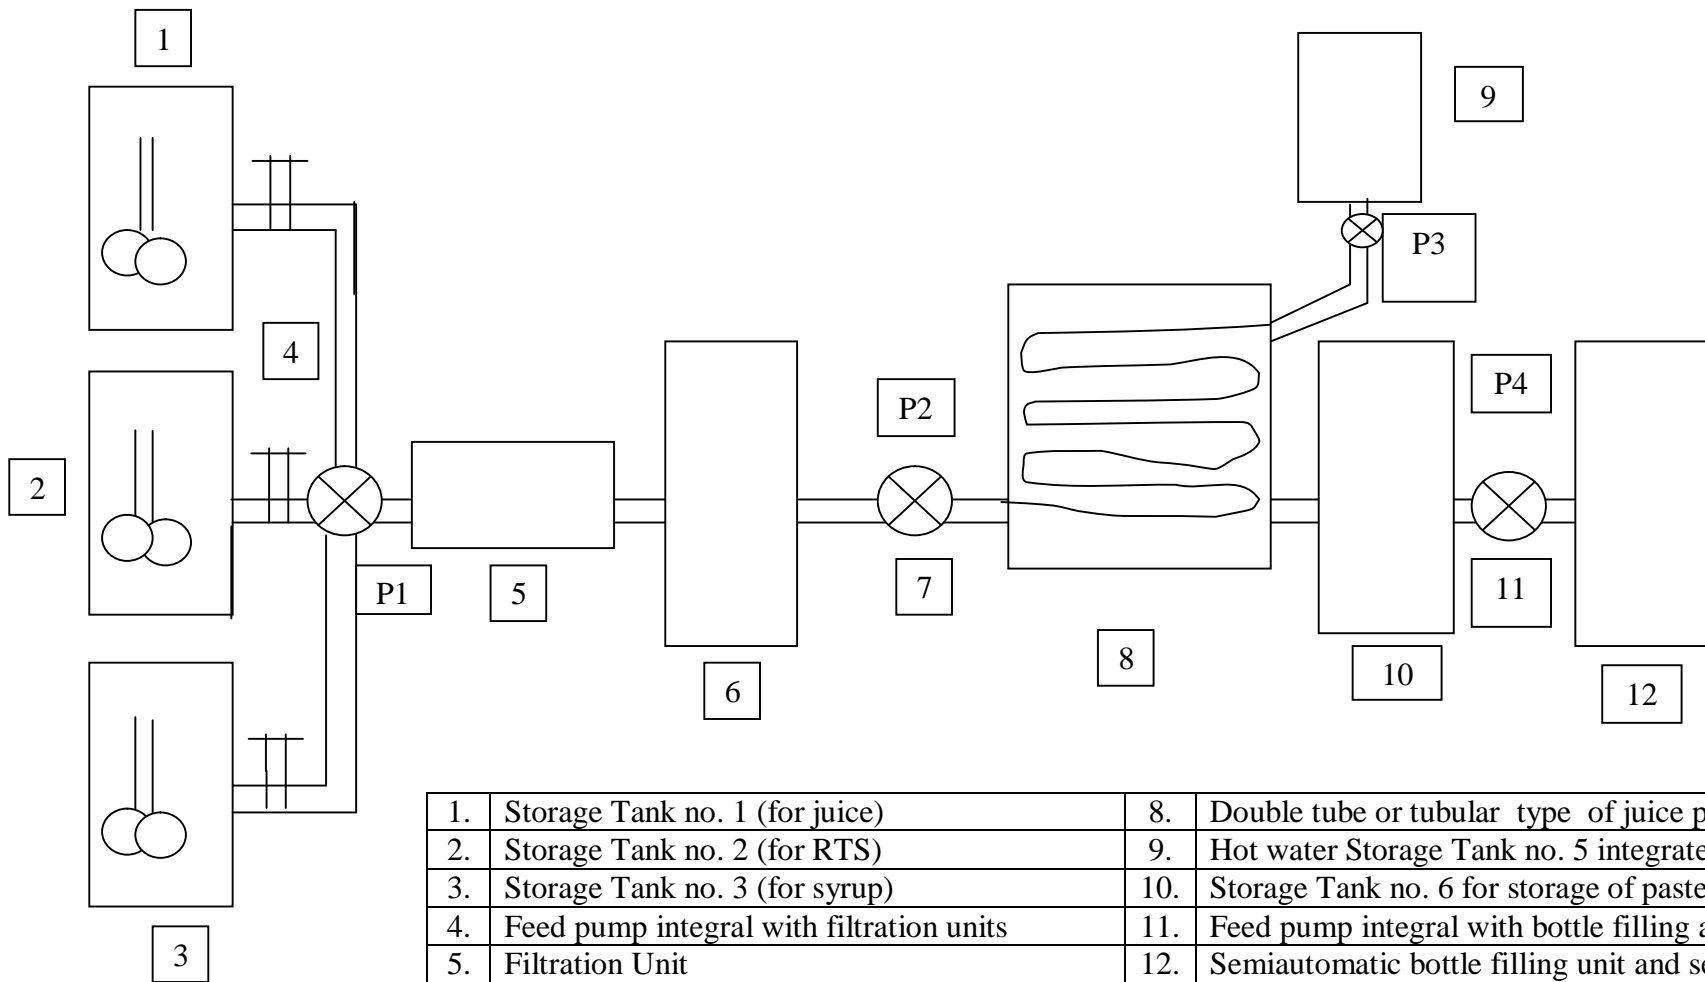 1
9
P3
4
P2
P4
2
P1
5
7
11
8
6
10
12
3
1. Storage Tank no. 1 (for juice) 8. Double tube or tubular type of juice
2. Storage Tank no. 2 (for RTS) 9. Hot water Storage Tank no. 5
3. Storage Tank no. 3 (for syrup) 10. Storage Tank no. 6 for storage of
4. Feed pump integral with filtration units 11. Feed pump integral with bottle filling
5. Filtration Unit 12. Semiautomatic bottle filling unit and